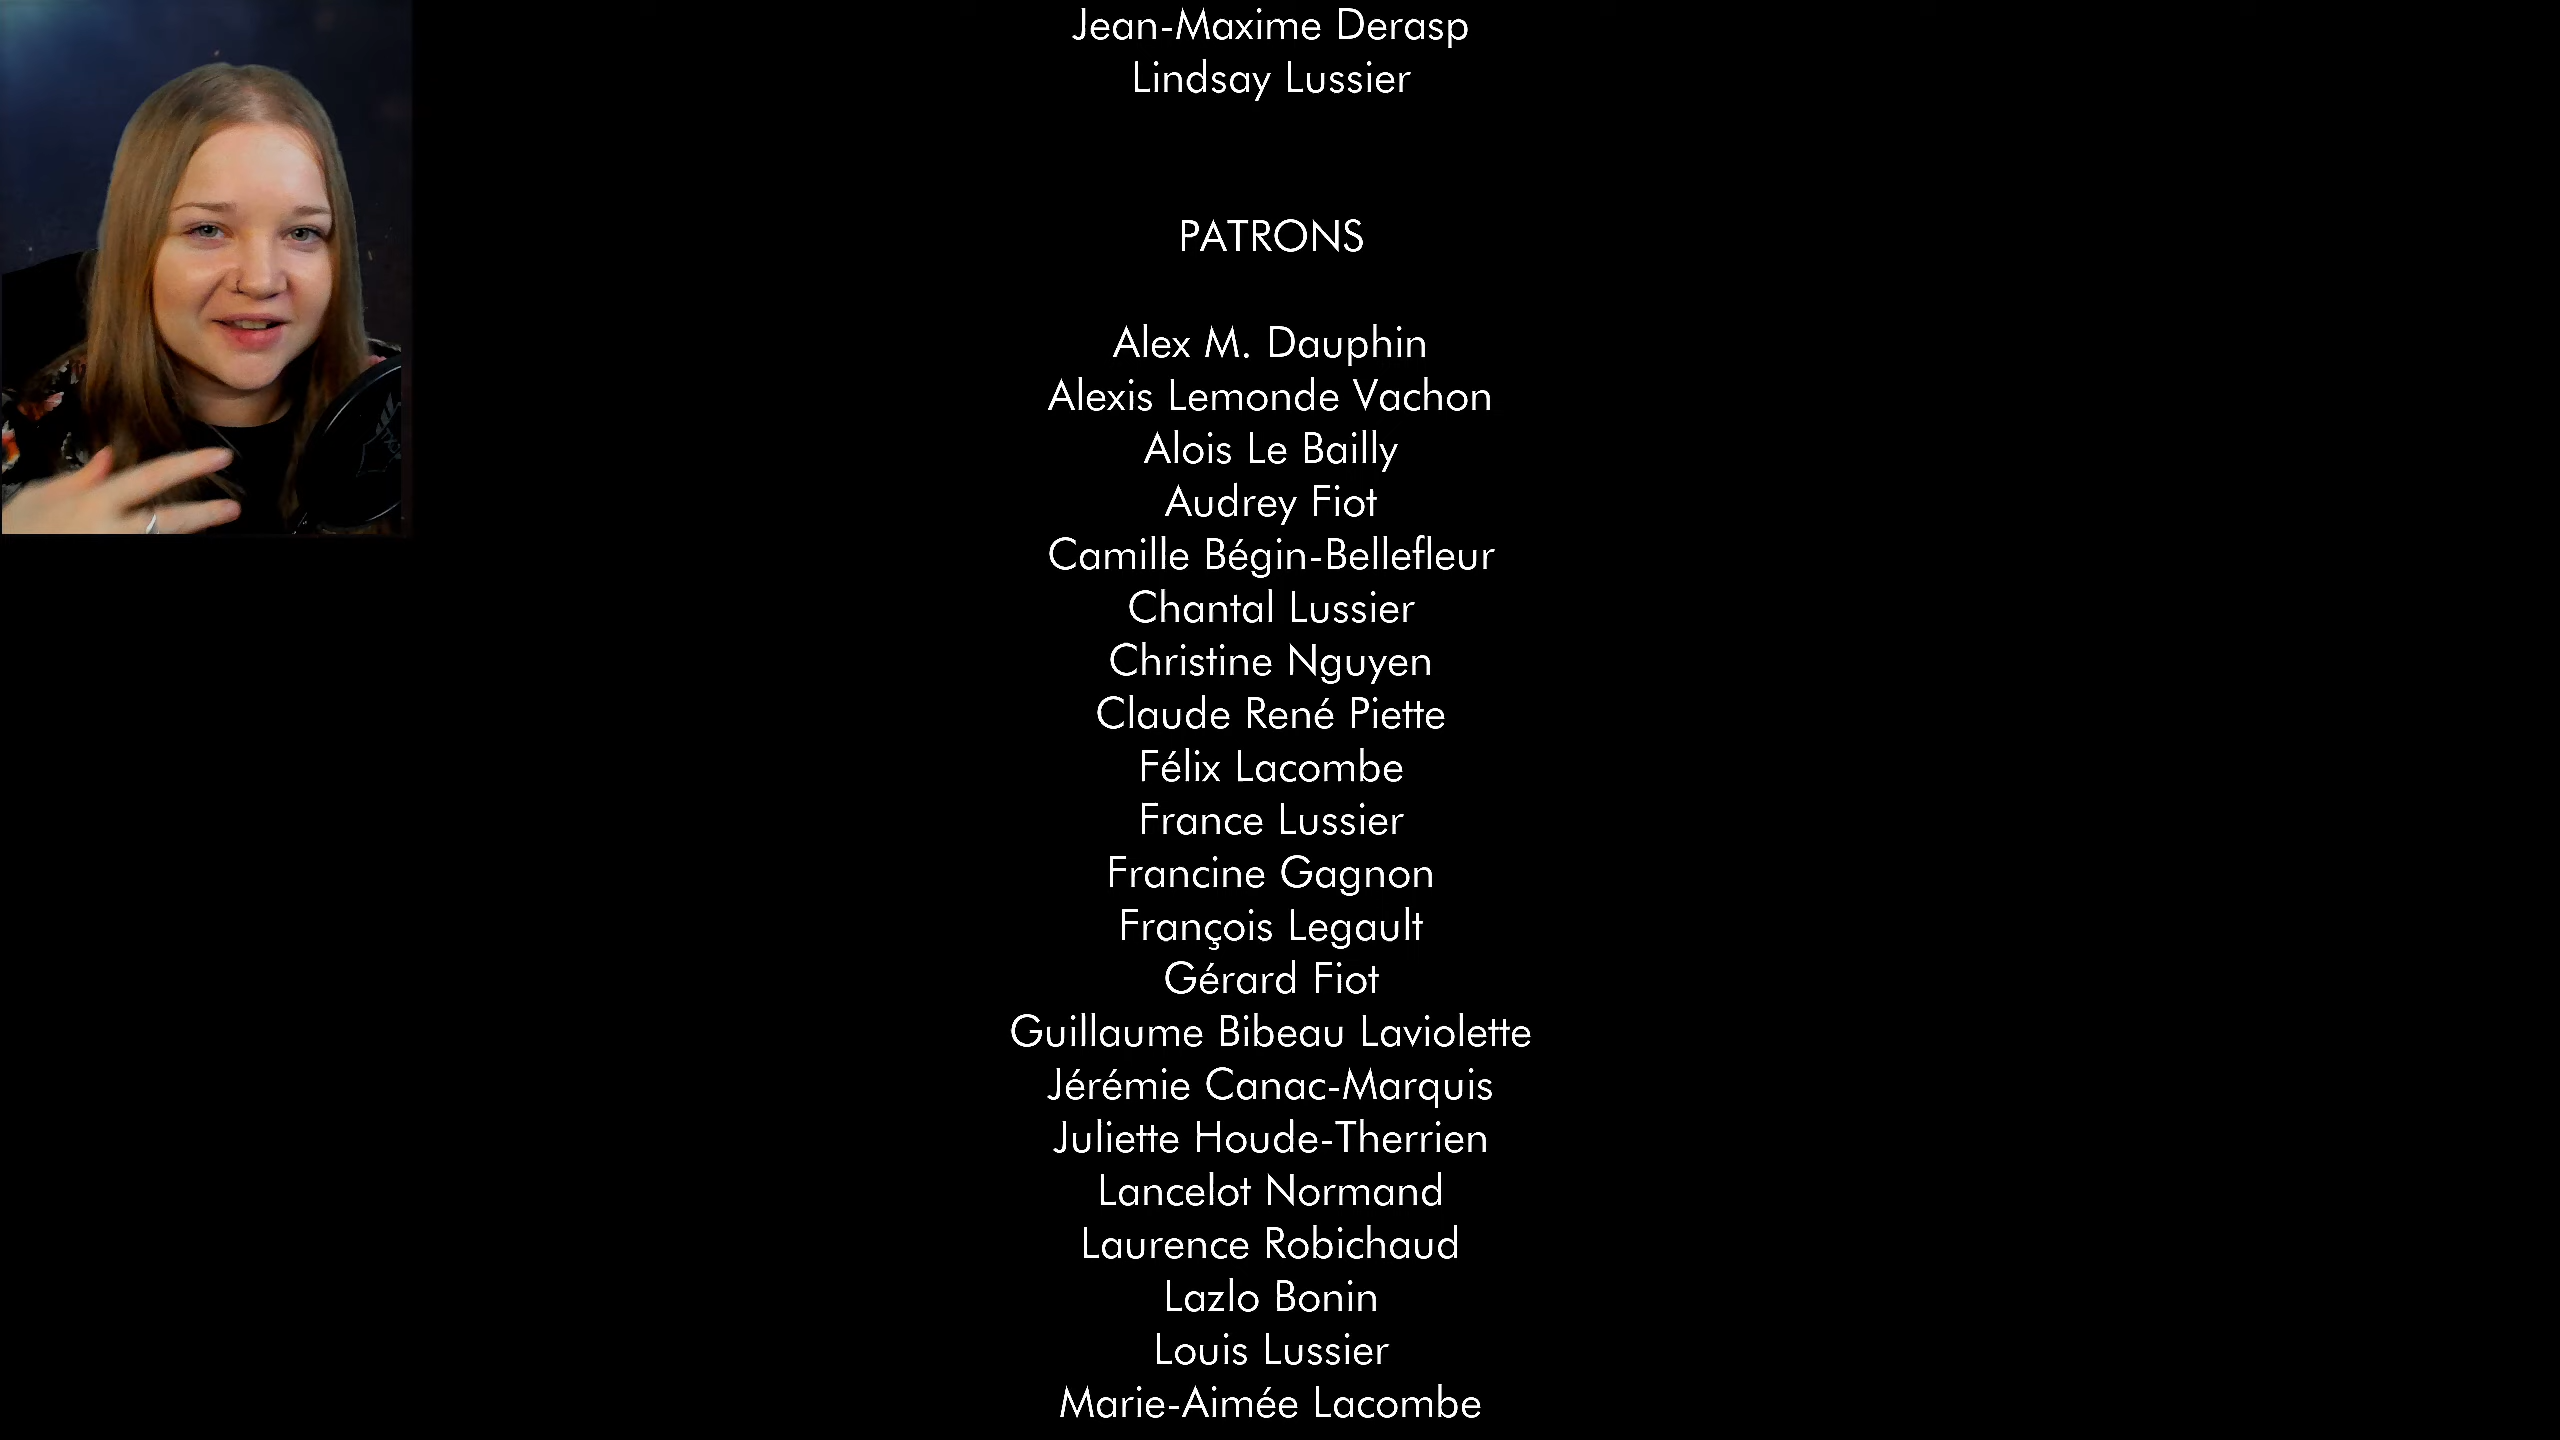 Jean-Maxime Derasp
Lindsay Lussier
PATRONS
Alex M. Dauphin
Alexis Lemonde Vachon
Alois Le Bailly
Audrey Fiot
Camille Bégin-Bellefleur
Chantal Lussier
Christine Nguyen
Claude René Piette
Félix Lacombe
France Lussier
Francine Gagnon
François Legault
Gérard Fiot
Guillaume Bibeau Laviolette
Jérémie Canac-Marquis
Juliette Houde-Therrien
Lancelot Normand
Laurence Robichaud
Lazlo Bonin
Louis Lussier
Marie-Aimée Lacombe